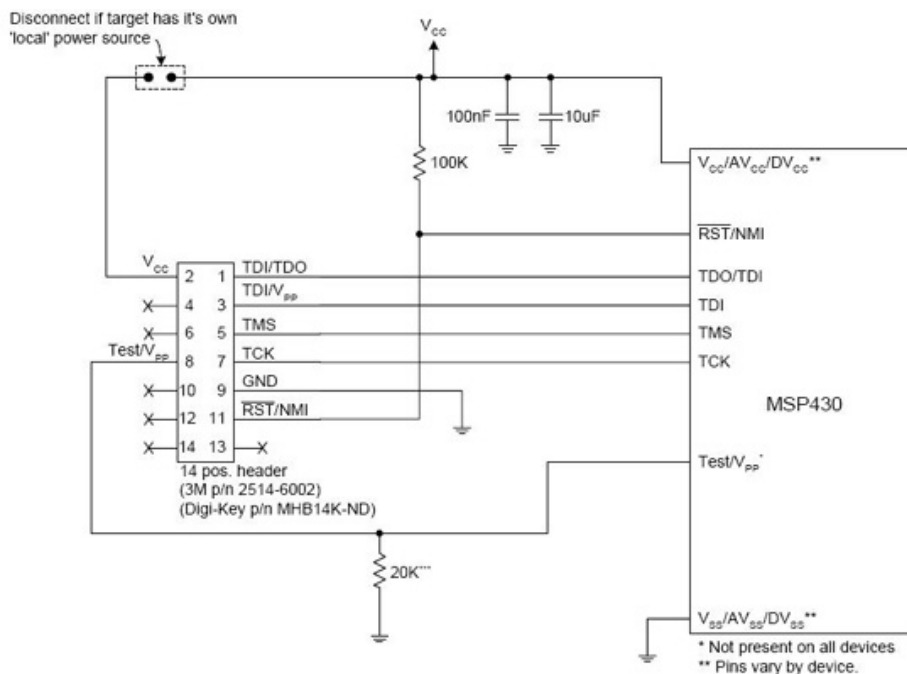 Disconnect if target has it's own
'local' power source
VCC
100nF
10uF
100K
VCC/AVCC/DVCC**
RST/NMI
VCC
TDI/TDO
2 1
TDO/TDI
TDI/Vpp
4 3
TDI
TMS
6 5
TMS
Test/VPP
TCK
8 7
TCK
GND
10 9
MSP430
RST/NMI
12 11
14 13
Test/VPP*
14 pos. header
(3M p/n 2514-6002)
(Digi-Key p/n MHB14K-ND)
20K***
VSS/AVSS/DVSS**
* Not present on all devices
** Pins vary by device.